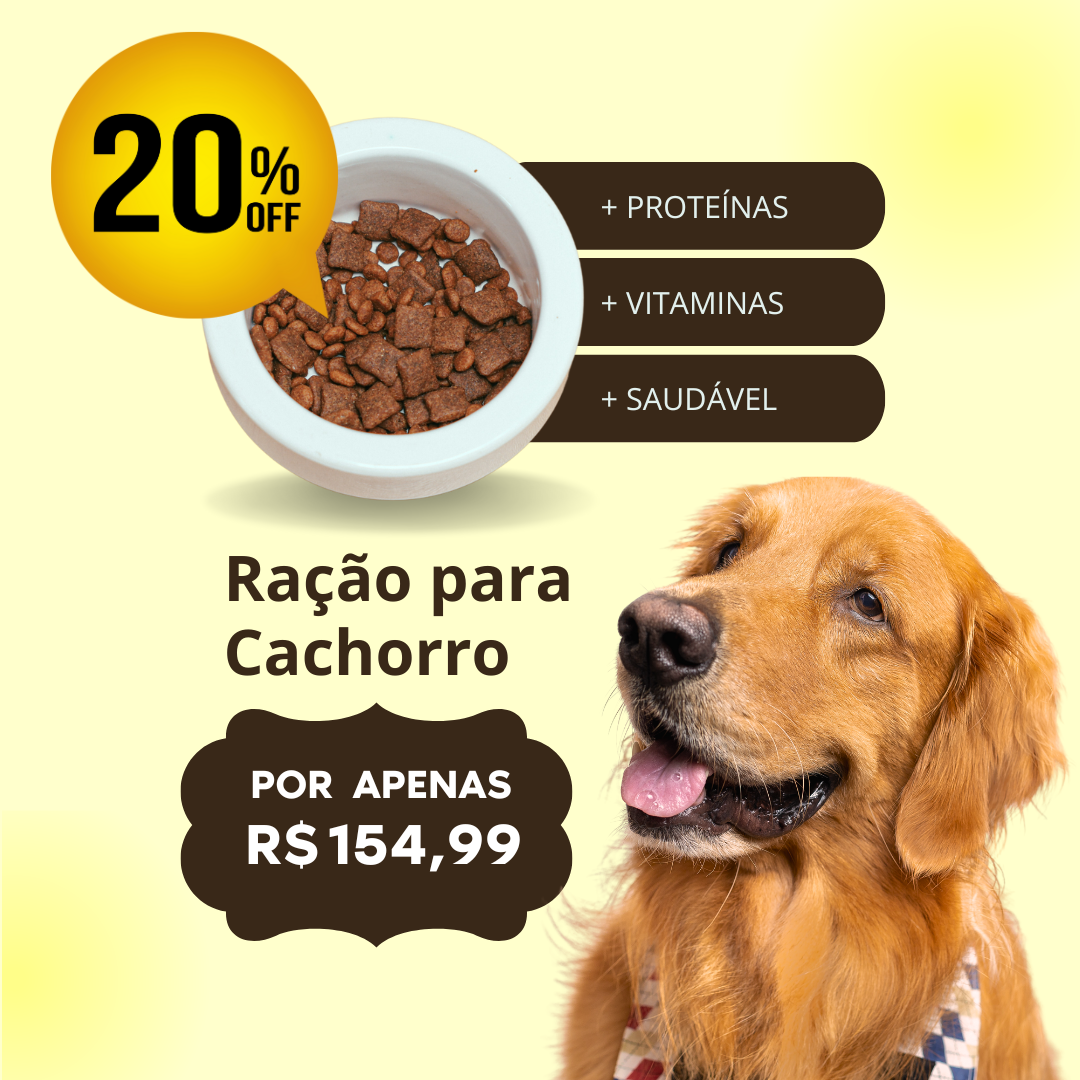 20%
OFF
+ PROTEÍNAS
+ VITAMINAS
+ SAUDÁVEL
Ração para
Cachorro
POR APENAS
R$ 154,99